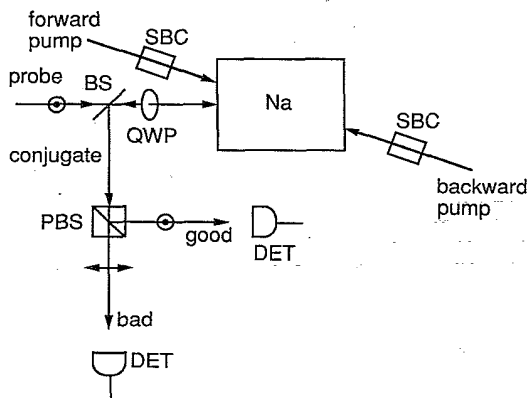 forward
pump
SBC
probe
BS
QWP
Na
SBC
conjugate
backward
pump
PBS
good
DET
bad
DET